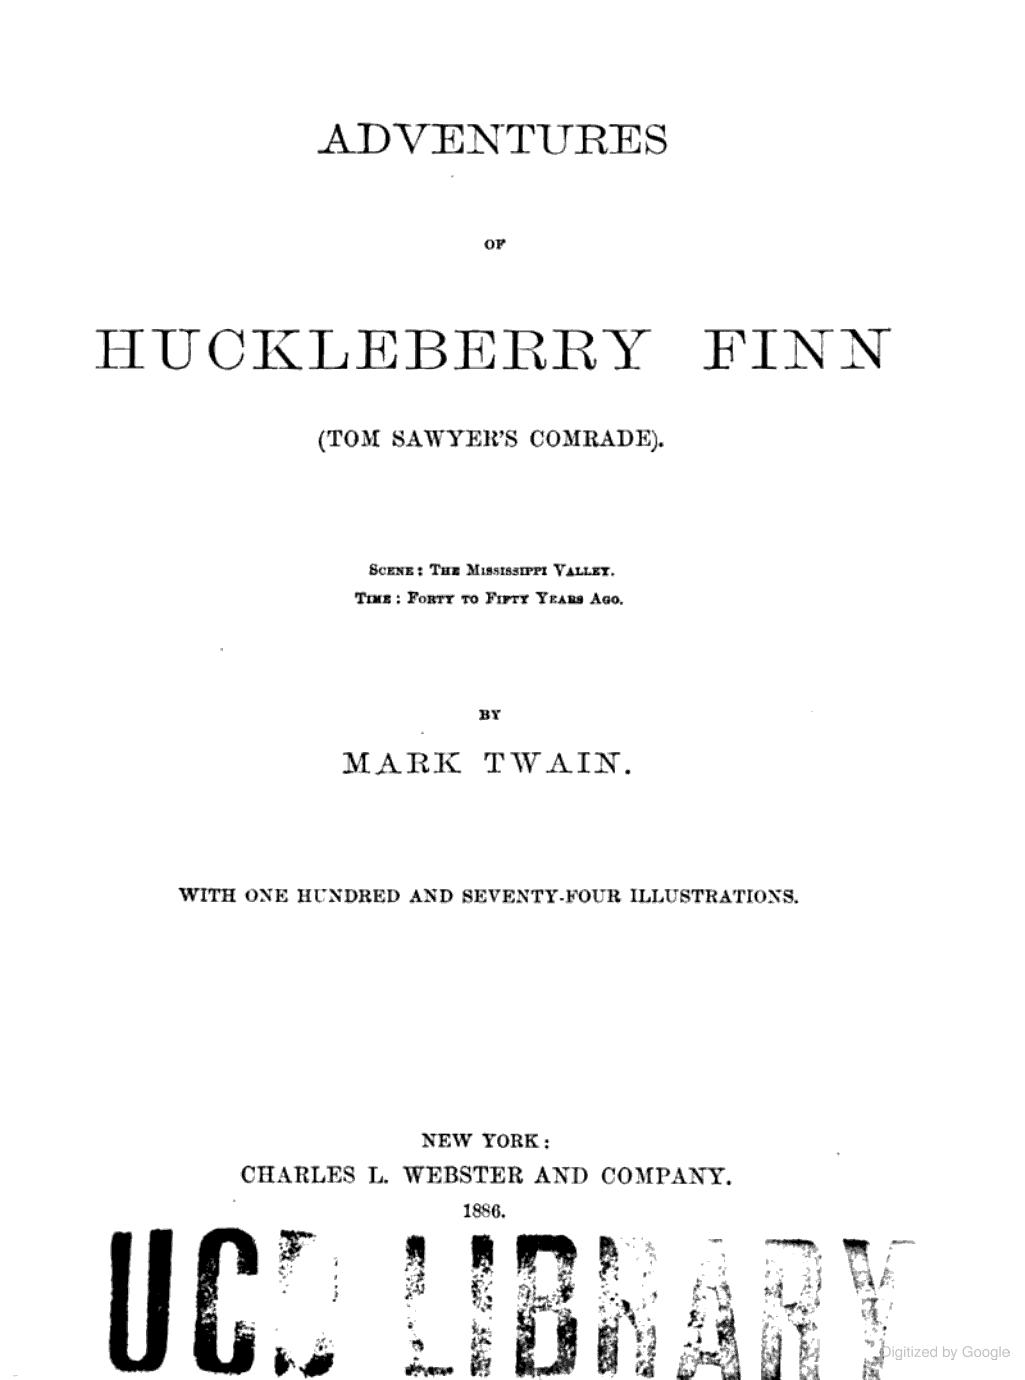 ADVENTURES
OF
HUCKLEBERRY FINN
(TOM SAWYER'S COMRADE).
SCENE: THE MISSISSIPPI VALLEY.
TIME: FORTY TO FIFTY YEARS AGO.
BY
MARK TWAIN.
WITH ONE HUNDRED AND SEVENTY-FOUR ILLUSTRATIONS.
NEW YORK:
CHARLES L. WEBSTER AND COMPANY.
1886.
UCD LIBRARY
Digitized by Google